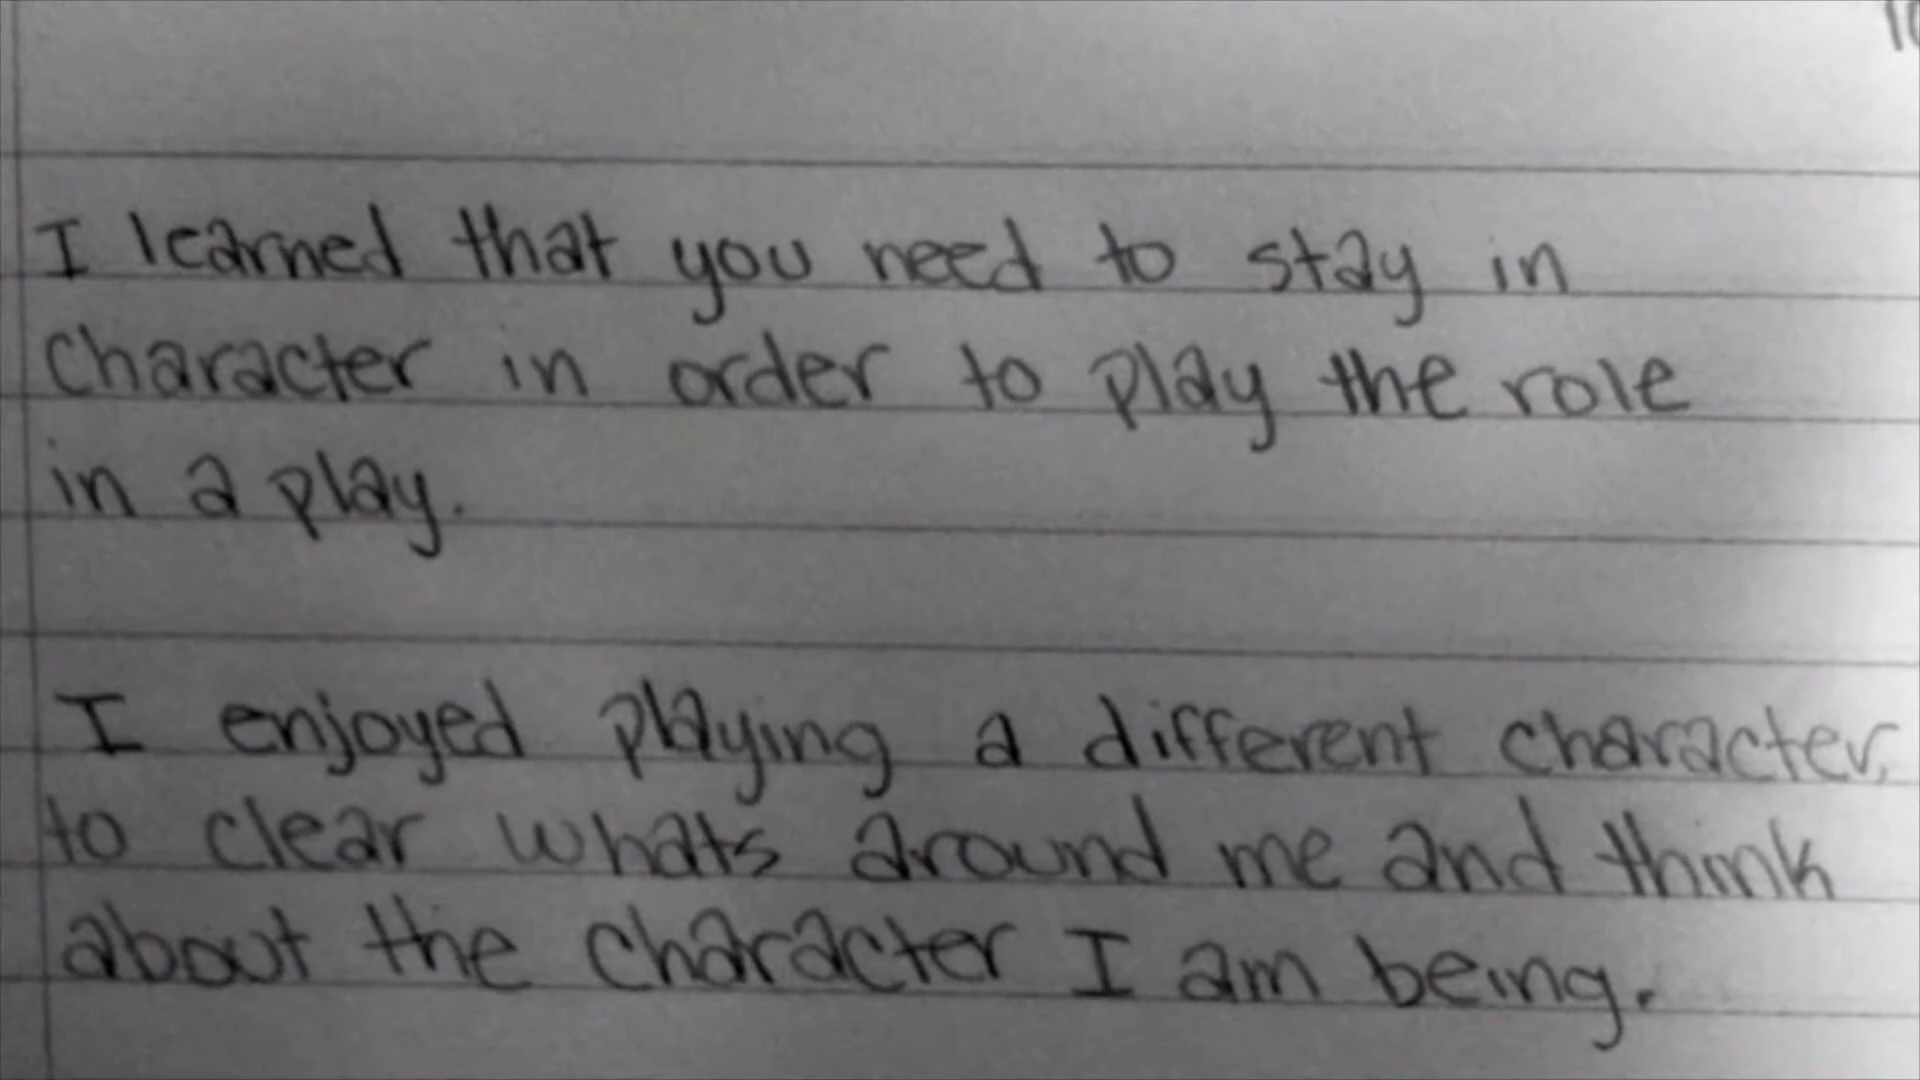 I learned that you need to stay in
character in order to play the role
in a play.
I enjoyed playing a different character,
to clear whats around me and think
about the character I am being.